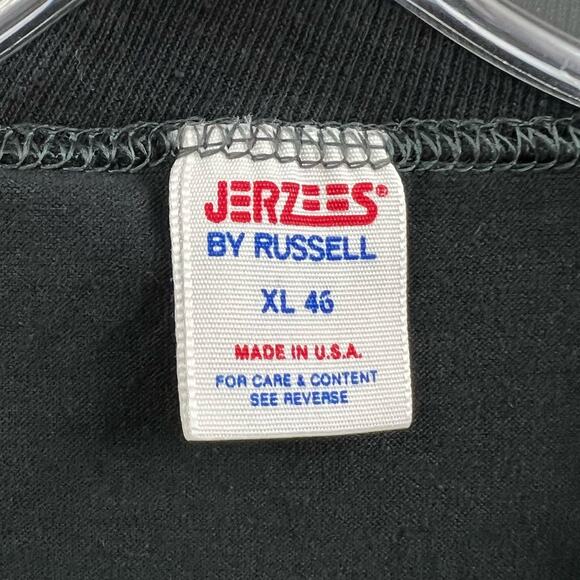 JERZEES®
BY RUSSELL
XL 46
MADE IN U.S.A.
FOR CARE & CONTENT
SEE REVERSE